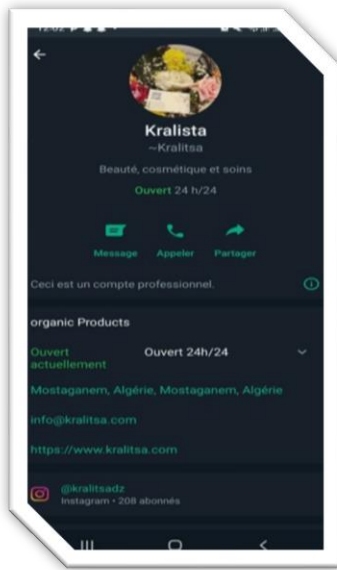 Kralista
~Kralitsa
Beauté, cosmétique et soins
Ouvert 24 h/24
Message Appeler Partager
Ceci est un compte professionnel.
organic Products
Ouvert actuellement Ouvert 24h/24
Mostaganem, Algérie, Mostaganem, Algérie
info@kralitsa.com
https://www.kralitsa.com
@kralitsadz
Instagram • 208 abonnés